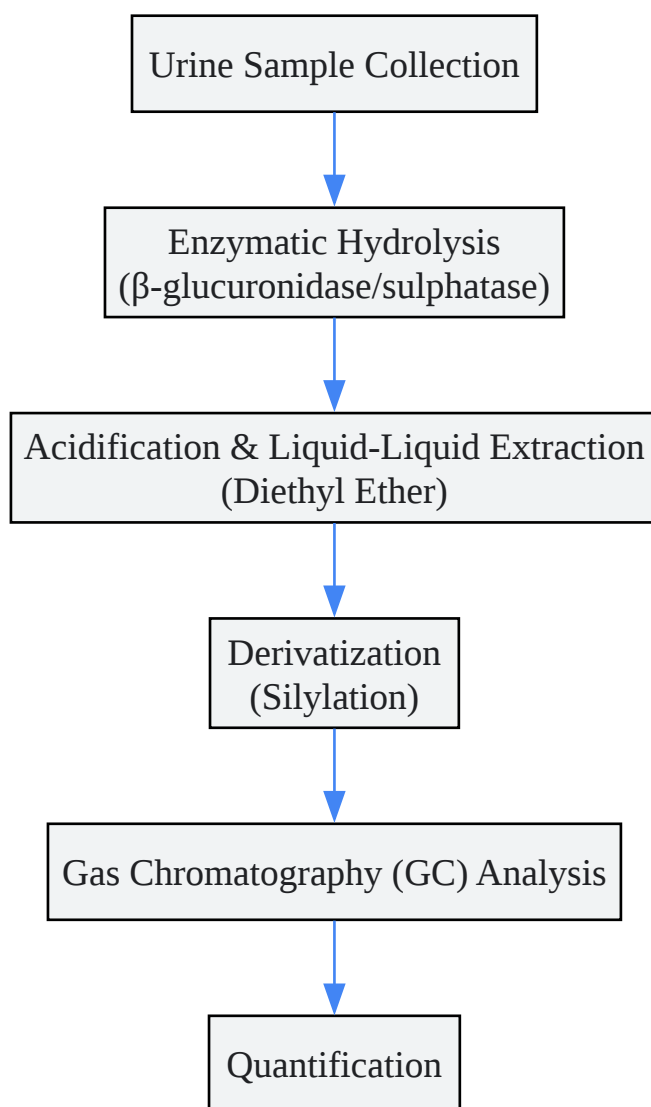 Urine Sample Collection
Enzymatic Hydrolysis
(β-glucuronidase/sulphatase)
Acidification & Liquid-Liquid Extraction
(Diethyl Ether)
Derivatization
(Silylation)
Gas Chromatography (GC) Analysis
Quantification